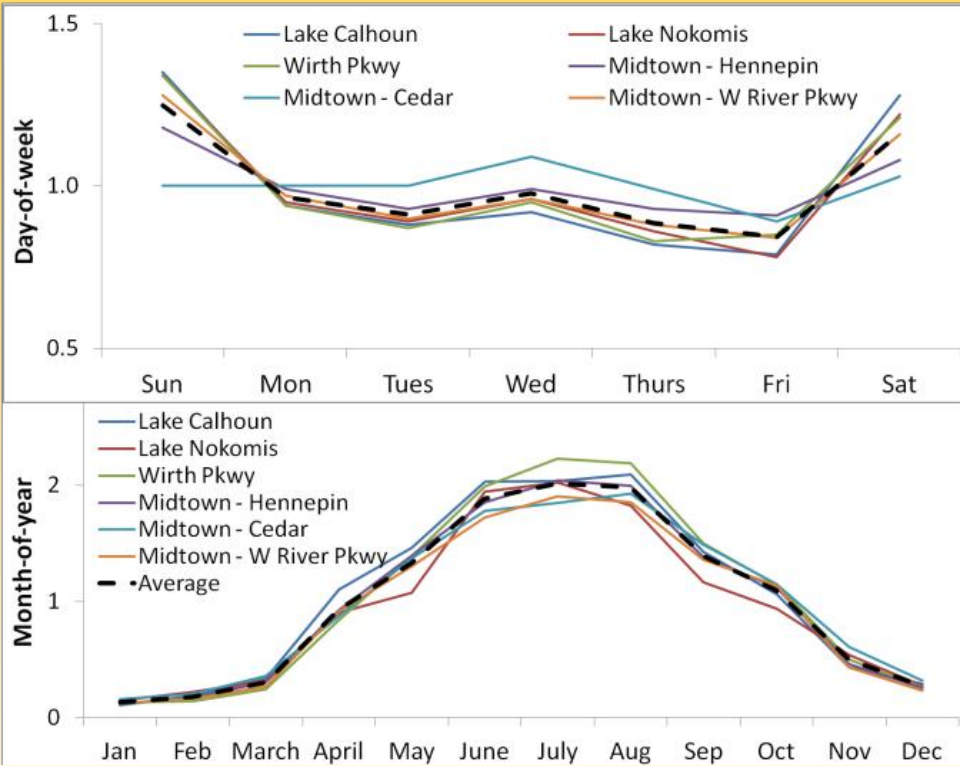 1.5
1.0
0.5
Day-of-week
Lake Calhoun Lake Nokomis
Wirth Pkwy Midtown - Hennepin
Midtown - Cedar Midtown - W River Pkwy
Sun Mon Tues Wed Thurs Fri Sat
Month-of-year
2
1
0
Lake Calhoun
Lake Nokomis
Wirth Pkwy
Midtown - Hennepin
Midtown - Cedar
Midtown - W River Pkwy
Average
Jan Feb March April May June July Aug Sep Oct Nov Dec